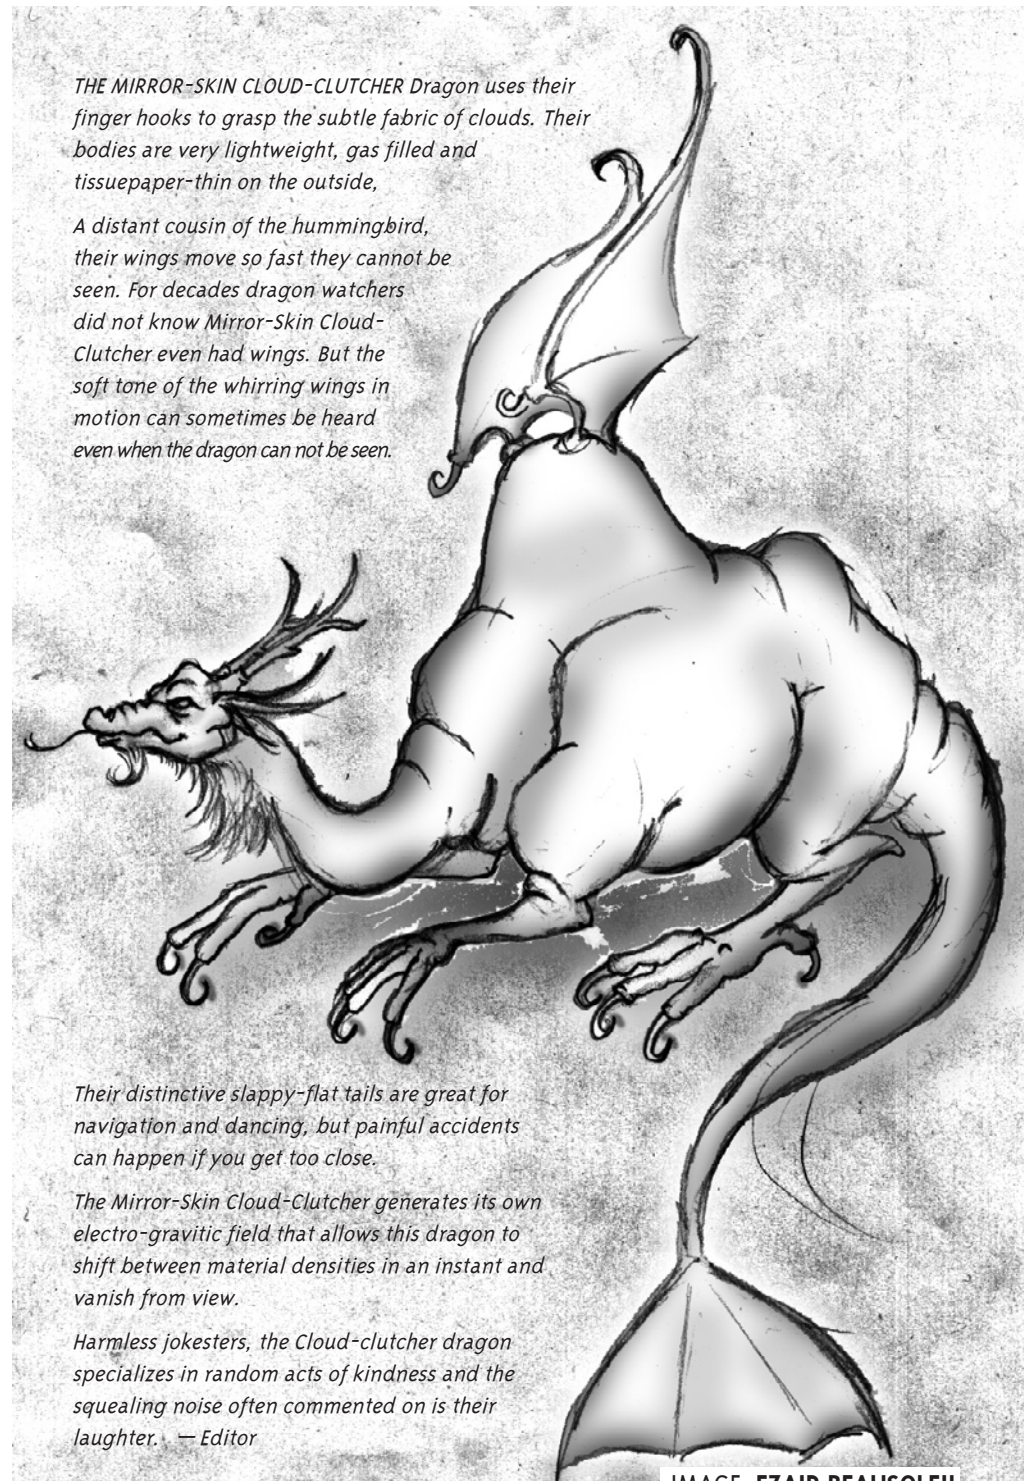 THE MIRROR-SKIN CLOUD-CLUTCHER Dragon uses their
finger hooks to grasp the subtle fabric of clouds. Their
bodies are very lightweight, gas filled and
tissuepaper-thin on the outside,
A distant cousin of the hummingbird,
their wings move so fast they cannot be
seen. For decades dragon watchers
did not know Mirror-Skin Cloud-
Clutcher even had wings. But the
soft tone of the whirring wings in
motion can sometimes be heard
even when the dragon can not be seen.
Their distinctive slappy-flat tails are great for
navigation and dancing, but painful accidents
can happen if you get too close.
The Mirror-Skin Cloud-Clutcher generates its own
electro-gravitic field that allows this dragon to
shift between material densities in an instant and
vanish from view.
Harmless jokesters, the Cloud-clutcher dragon
specializes in random acts of kindness and the
squealing noise often commented on is their
laughter. — Editor
IMAGE